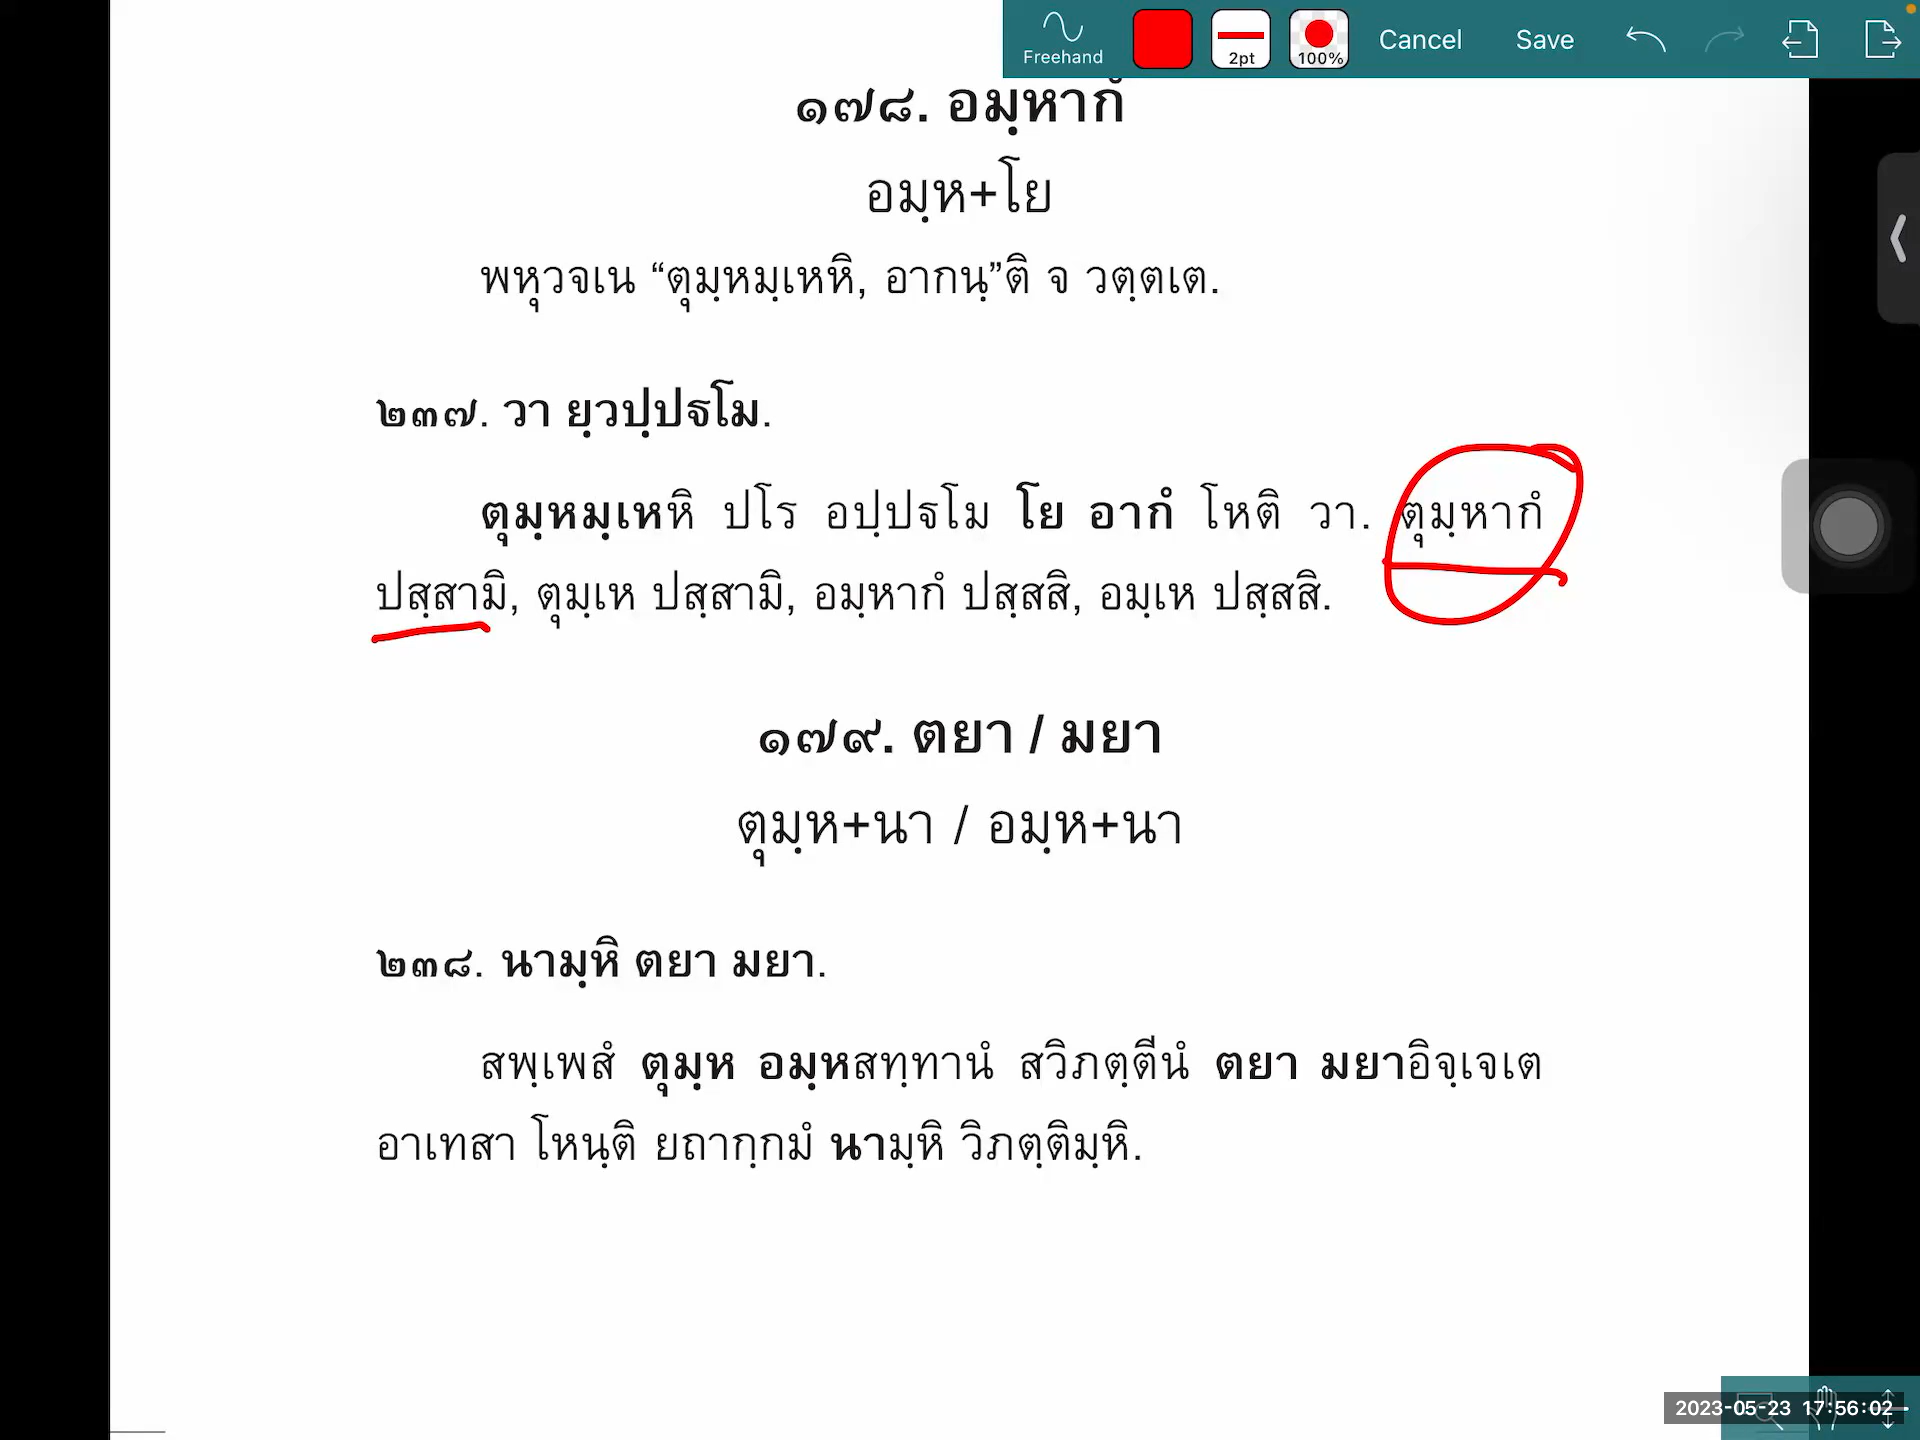 Freehand
2pt
100%
Cancel
Save
๑๗๘. อมฺหากํ
อมฺห+โย
พหุวจเน “ตุมฺหมฺเหหิ, อากนฺ”ติ จ วตฺตเต.
๒๓๗. วา ยฺวปฺปฐโม.
ตุมฺหมฺเหหิ ปโร อปฺปฐโม โย อากํ โหติ วา. ตุมฺหากํ
ปสฺสามิ, ตุมฺเห ปสฺสามิ, อมฺหากํ ปสฺสสิ, อมฺเห ปสฺสสิ.
๑๗๙. ตยา / มยา
ตุมฺห+นา / อมฺห+นา
๒๓๘. นามฺหิ ตยา มยา.
สพฺเพสํ ตุมฺห อมฺหสทฺทานํ สวิภตฺตีนํ ตยา มยาอิจฺเจเต
อาเทสา โหนฺติ ยถากฺกมํ นามฺหิ วิภตฺติมฺหิ.
2023-05-23 17:56:02